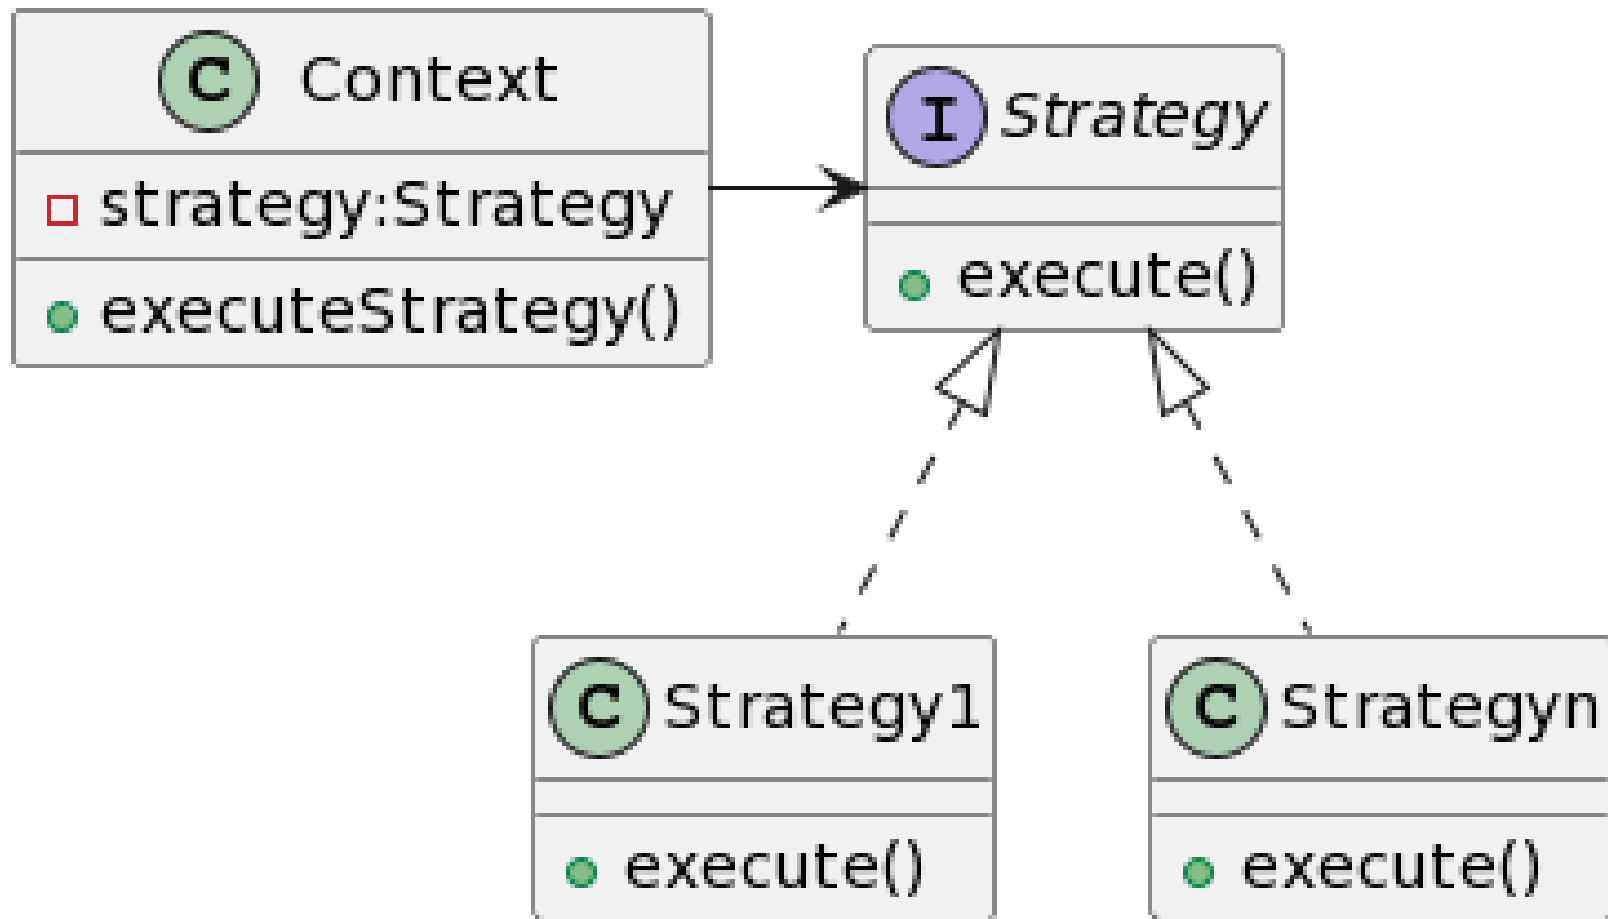 C Context
strategy:Strategy
executeStrategy()
I Strategy
execute()
C Strategy1
execute()
C Strategyn
execute()